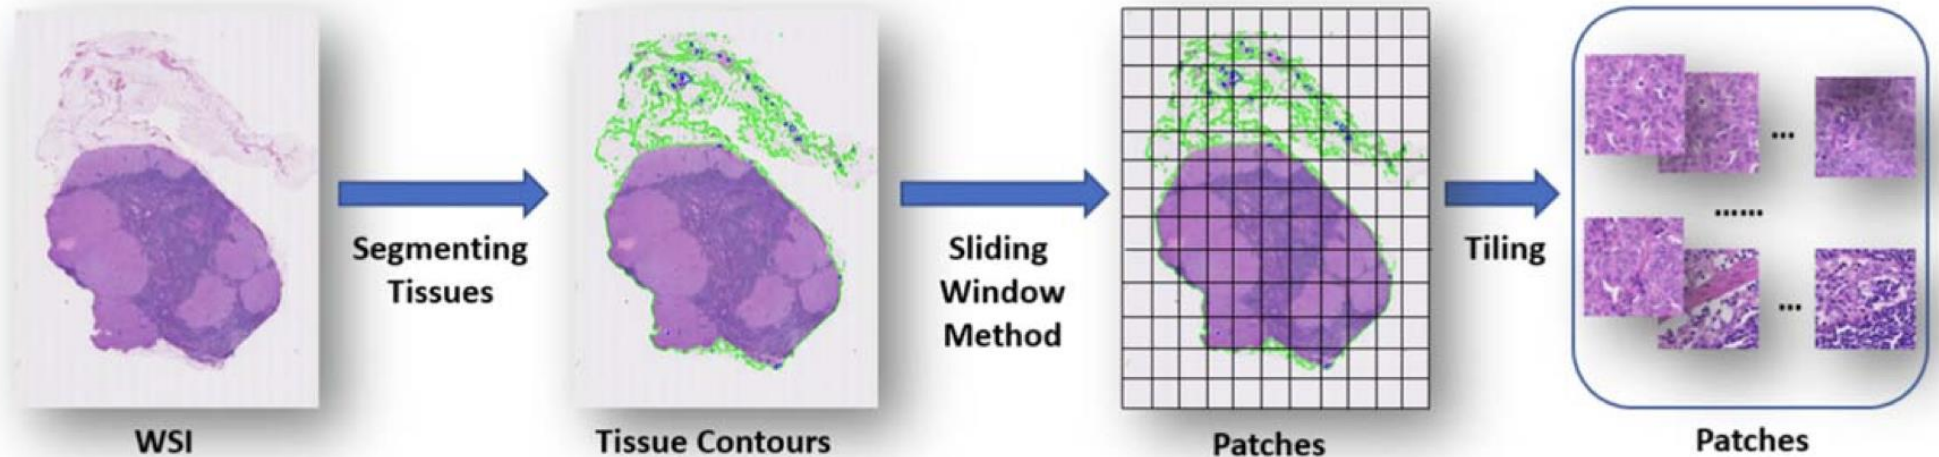 Segmenting
Tissues
Sliding
Window
Method
Tiling
...
......
...
WSI
Tissue Contours
Patches
Patches